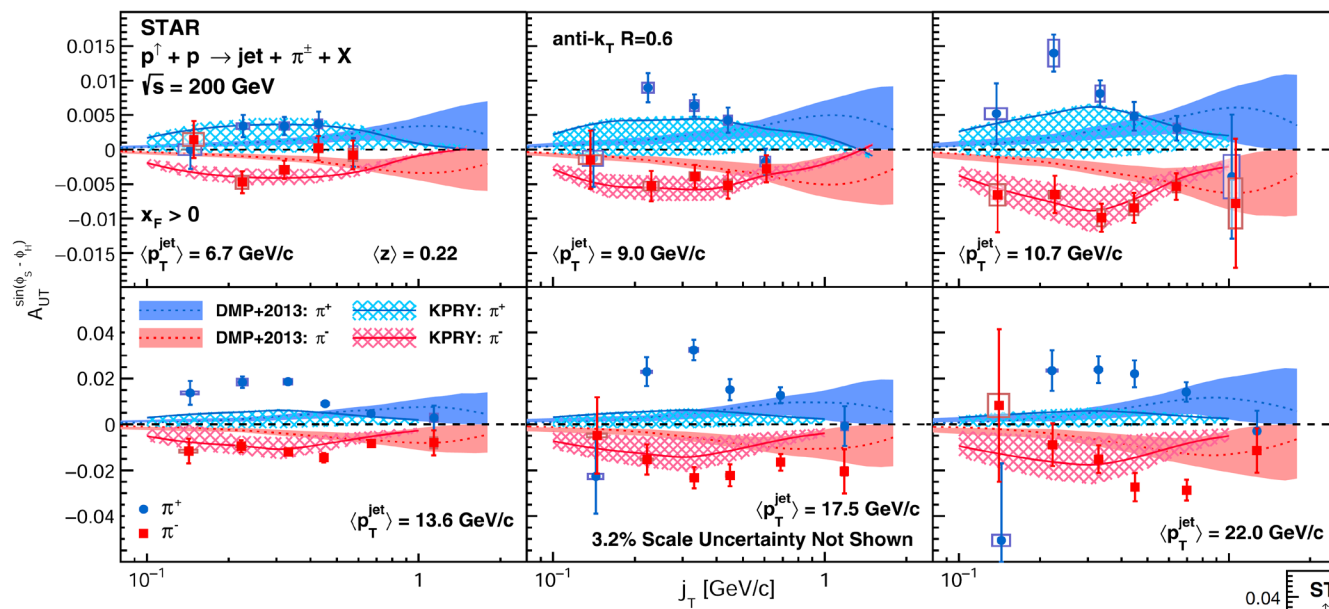 STAR
p↑ + p → jet + π± + X
√s = 200 GeV
anti-k_T R=0.6
0.015
0.010
0.005
0
−0.005
−0.010
−0.015
x_F > 0
⟨p_T^jet⟩ = 6.7 GeV/c
⟨z⟩ = 0.22
⟨p_T^jet⟩ = 9.0 GeV/c
⟨p_T^jet⟩ = 10.7 GeV/c
A_UT^sin(ϕ_S - ϕ_H)
DMP+2013: π+
KPRY: π+
DMP+2013: π-
KPRY: π-
0.04
0.02
0
−0.02
−0.04
π+
π-
⟨p_T^jet⟩ = 13.6 GeV/c
⟨p_T^jet⟩ = 17.5 GeV/c
3.2% Scale Uncertainty Not Shown
⟨p_T^jet⟩ = 22.0 GeV/c
10^−1
1
10^−1
1
10^−1
j_T [GeV/c]
0.04